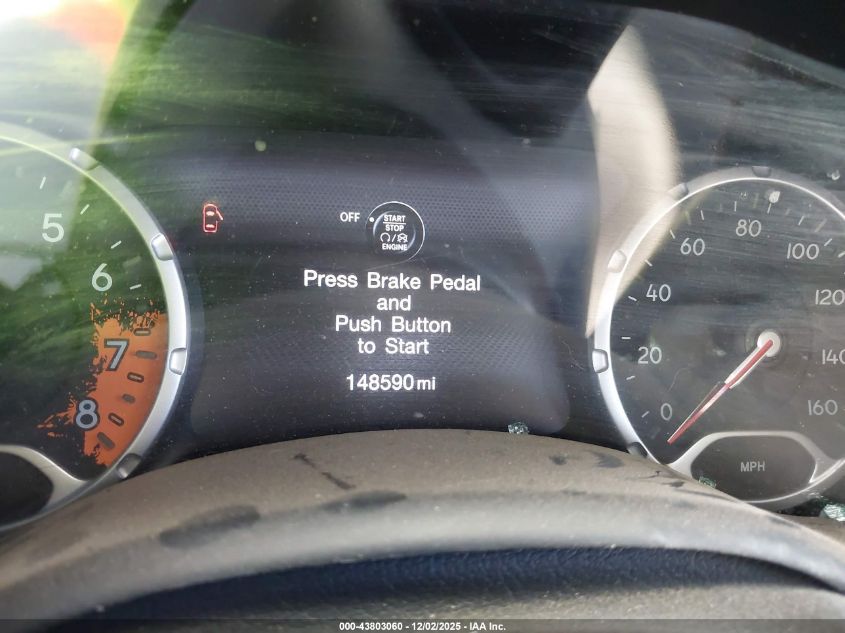 5
6
7
8
OFF
START
STOP
ENGINE
Press Brake Pedal
and
Push Button
to Start
148590 mi
0
20
40
60
80
100
120
140
160
MPH
000-43803060 - 12/02/2025 - IAA Inc.